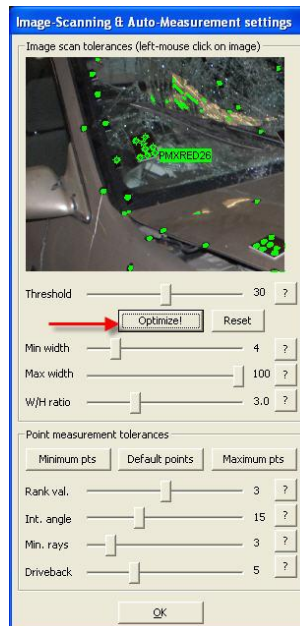 Image-Scanning & Auto-Measurement settings
Image scan tolerances (left-mouse click on image)
PMXRED26
Threshold 30 ?
Optimize! Reset
Min width 4 ?
Max width 100 ?
W/H ratio 3.0 ?
Point measurement tolerances
Minimum pts Default points Maximum pts
Rank val. 3 ?
Int. angle 15 ?
Min. rays 3 ?
Driveback 5 ?
OK